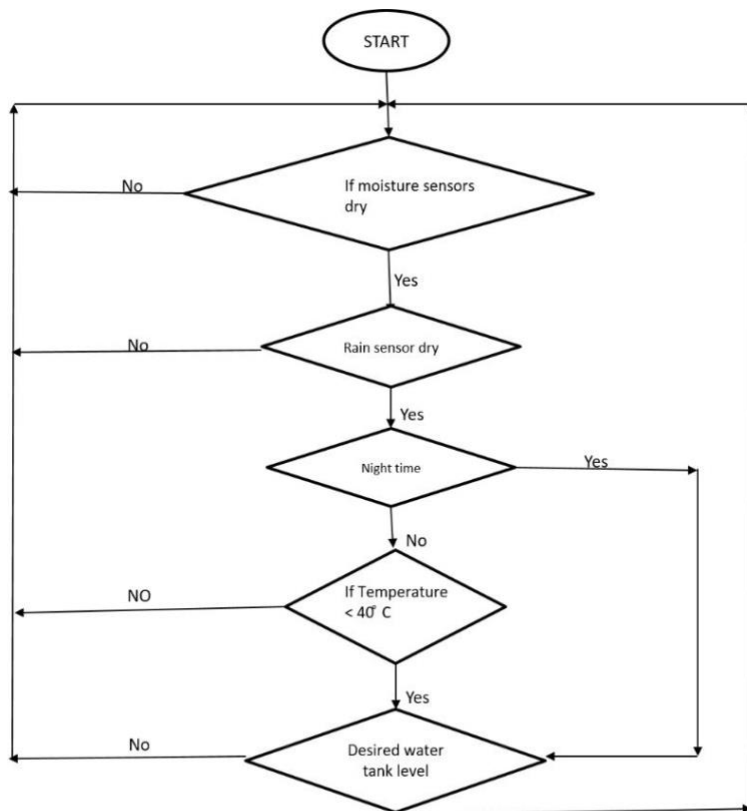 START
If moisture sensors
dry
No
Yes
Rain sensor dry
No
Yes
Night time
Yes
No
If Temperature
< 40° C
NO
Yes
Desired water
tank level
No